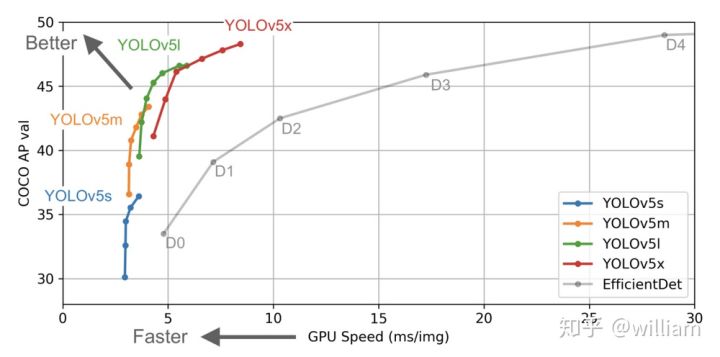 50
YOLOv5x
Better
YOLOv5l
D4
45
D3
YOLOv5m
D2
COCO AP val
40
D1
YOLOv5s
35
D0
YOLOv5s
YOLOv5m
YOLOv5l
YOLOv5x
EfficientDet
30
0
5
10
15
20
25
30
知乎 @william
Faster
GPU Speed (ms/img)